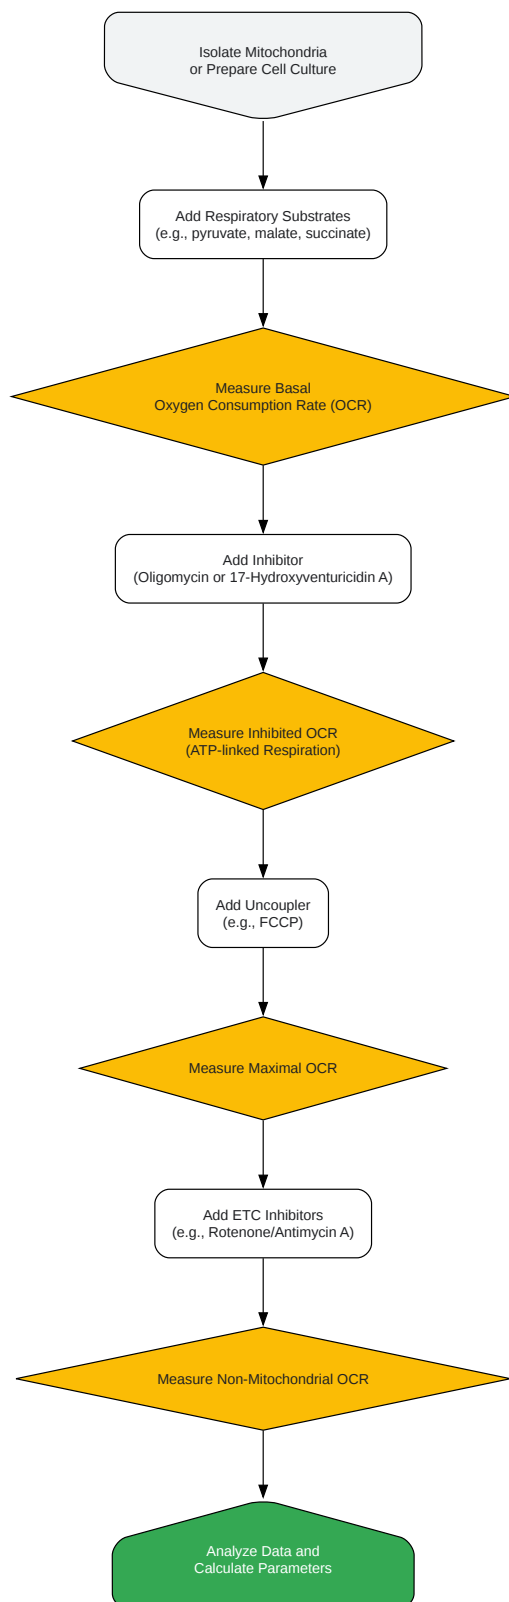 Isolate Mitochondria
or Prepare Cell Culture
Add Respiratory Substrates
(e.g., pyruvate, malate, succinate)
Measure Basal
Oxygen Consumption Rate (OCR)
Add Inhibitor
(Oligomycin or 17-Hydroxyventuricidin A)
Measure Inhibited OCR
(ATP-linked Respiration)
Add Uncoupler
(e.g., FCCP)
Measure Maximal OCR
Add ETC Inhibitors
(e.g., Rotenone/Antimycin A)
Measure Non-Mitochondrial OCR
Analyze Data and
Calculate Parameters